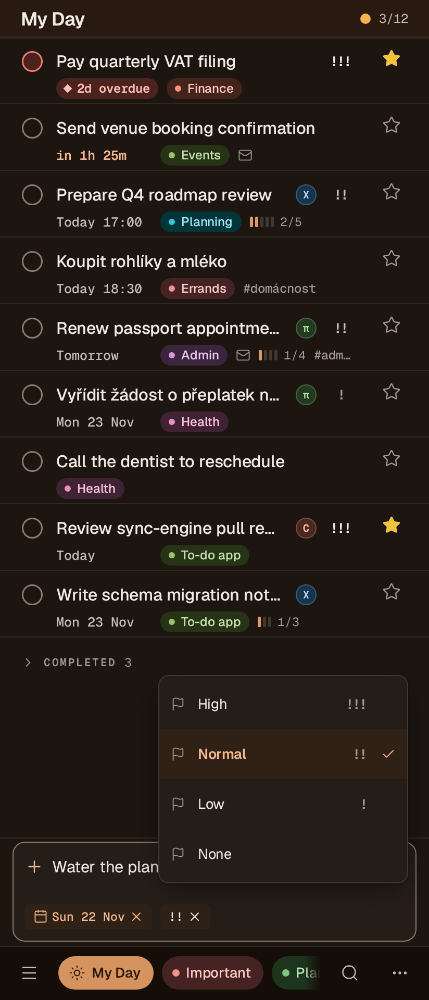 My Day 3/12
Pay quarterly VAT filing !!!
2d overdue Finance
Send venue booking confirmation
in 1h 25m Events
Prepare Q4 roadmap review X !!
Today 17:00 Planning 2/5
Koupit rohlíky a mléko
Today 18:30 Errands #domácnost
Renew passport appointme… π !!
Tomorrow Admin 1/4 #adm…
Vyřídit žádost o přeplatek n… π !
Mon 23 Nov Health
Call the dentist to reschedule
Health
Review sync-engine pull re… C !!!
Today To-do app
Write schema migration not… X
Mon 23 Nov To-do app 1/3
COMPLETED 3
High !!!
Normal !!
Low !
None
Water the plan
Sun 22 Nov !!
My Day Important Pla